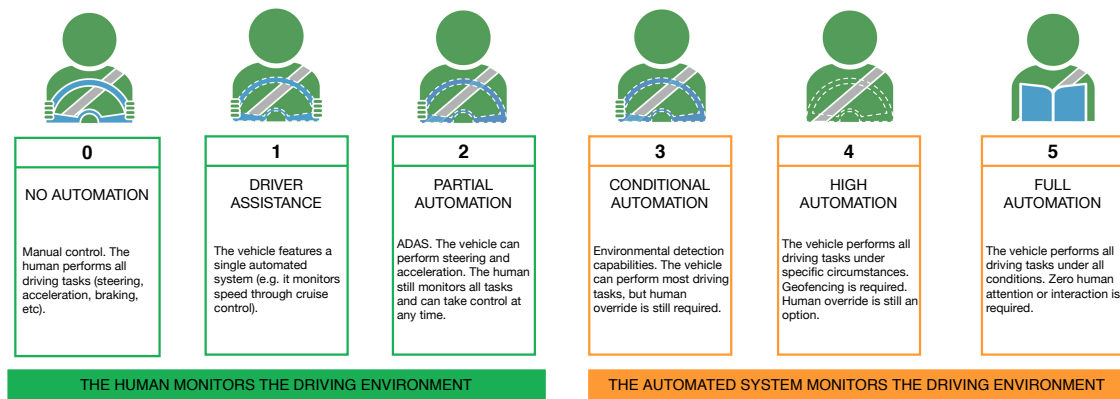 0
NO AUTOMATION
Manual control. The
human performs all
driving tasks (steering,
acceleration, braking,
etc).
1
DRIVER
ASSISTANCE
The vehicle features a
single automated
system (e.g. it monitors
speed through cruise
control).
2
PARTIAL
AUTOMATION
ADAS. The vehicle can
perform steering and
acceleration. The human
still monitors all tasks
and can take control at
any time.
3
CONDITIONAL
AUTOMATION
Environmental detection
capabilities. The vehicle
can perform most driving
tasks, but human
override is still required.
4
HIGH
AUTOMATION
The vehicle performs all
driving tasks under
specific circumstances.
Geofencing is required.
Human override is still an
option.
5
FULL
AUTOMATION
The vehicle performs all
driving tasks under all
conditions. Zero human
attention or interaction is
required.
THE HUMAN MONITORS THE DRIVING ENVIRONMENT
THE AUTOMATED SYSTEM MONITORS THE DRIVING ENVIRONMENT